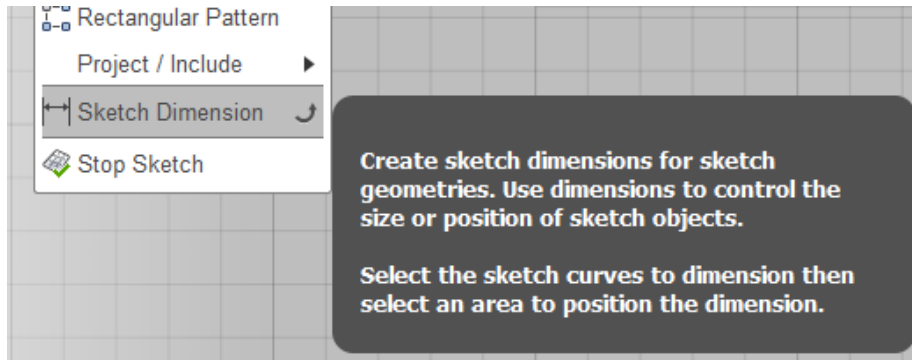 Rectangular Pattern
Project / Include
Sketch Dimension
Stop Sketch
Create sketch dimensions for sketch
geometries. Use dimensions to control the
size or position of sketch objects.
Select the sketch curves to dimension then
select an area to position the dimension.